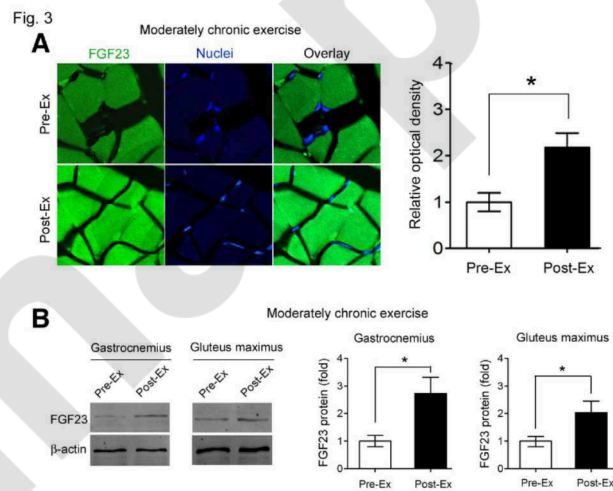 Fig. 3
A
Moderately chronic exercise
FGF23 Nuclei Overlay
Pre-Ex
Post-Ex
Relative optical density
4
3
2
1
0
*
Pre-Ex Post-Ex
B
Moderately chronic exercise
Gastrocnemius Gluteus maximus
Pre-Ex Post-Ex Pre-Ex Post-Ex
FGF23
β-actin
Gastrocnemius
FGF23 protein (fold)
4
3
2
1
0
*
Pre-Ex Post-Ex
Gluteus maximus
FGF23 protein (fold)
4
3
2
1
0
*
Pre-Ex Post-Ex